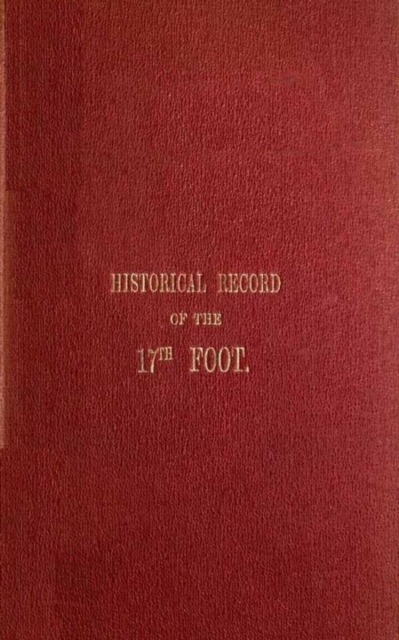 HISTORICAL RECORD
OF THE
17TH FOOT.